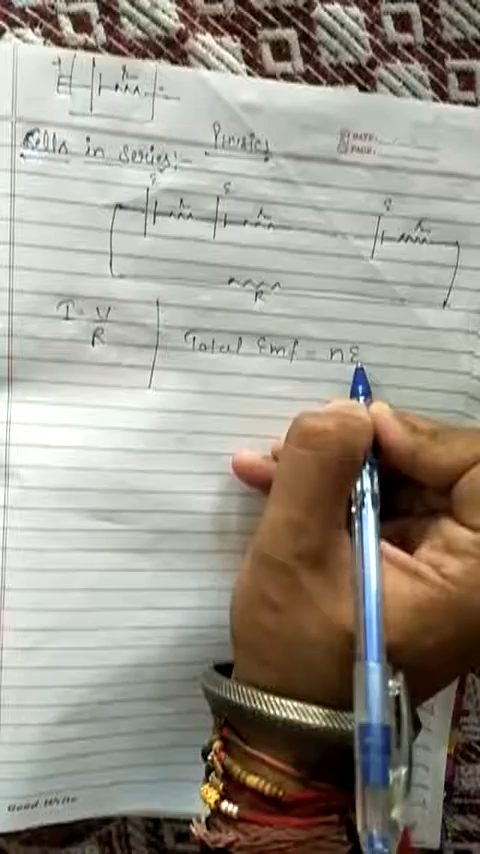 Cells in series:- Physics
DATE:
PAGE:
ε r ε r ε r
R
I = V/R
Total Emf = nε
Good Write